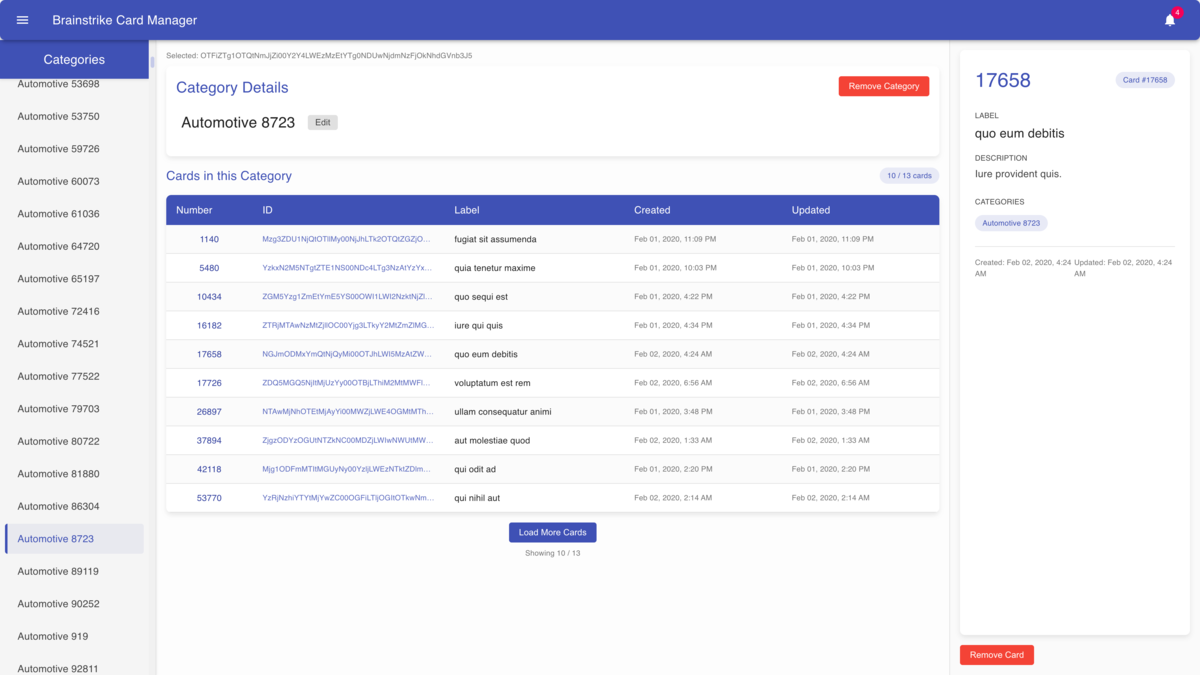 Brainstrike Card Manager
4
Categories
Automotive 53698
Automotive 53750
Automotive 59726
Automotive 60073
Automotive 61036
Automotive 64720
Automotive 65197
Automotive 72416
Automotive 74521
Automotive 77522
Automotive 79703
Automotive 80722
Automotive 81880
Automotive 86304
Automotive 8723
Automotive 89119
Automotive 90252
Automotive 919
Automotive 92811
Category Details
Remove Category
Automotive 8723
Edit
Cards in this Category
10 / 13 cards
Number ID Label Created Updated
1140 fugiat sit assumenda Feb 01, 2020, 11:09 PM Feb 01, 2020, 11:09 PM
5480 quia tenetur maxime Feb 01, 2020, 10:03 PM Feb 01, 2020, 10:03 PM
10434 quo sequi est Feb 01, 2020, 4:22 PM Feb 01, 2020, 4:22 PM
16182 iure qui quis Feb 01, 2020, 4:34 PM Feb 01, 2020, 4:34 PM
17658 quo eum debitis Feb 02, 2020, 4:24 AM Feb 02, 2020, 4:24 AM
17726 voluptatum est rem Feb 02, 2020, 6:56 AM Feb 02, 2020, 6:56 AM
26897 ullam consequatur animi Feb 01, 2020, 3:48 PM Feb 01, 2020, 3:48 PM
37894 aut molestiae quod Feb 02, 2020, 1:33 AM Feb 02, 2020, 1:33 AM
42118 qui odit ad Feb 01, 2020, 2:20 PM Feb 01, 2020, 2:20 PM
53770 qui nihil aut Feb 02, 2020, 2:14 AM Feb 02, 2020, 2:14 AM
Load More Cards
Showing 10 / 13
17658
Card #17658
LABEL
quo eum debitis
DESCRIPTION
Iure provident quis.
CATEGORIES
Automotive 8723
Created: Feb 02, 2020, 4:24 AM
Updated: Feb 02, 2020, 4:24 AM
Remove Card